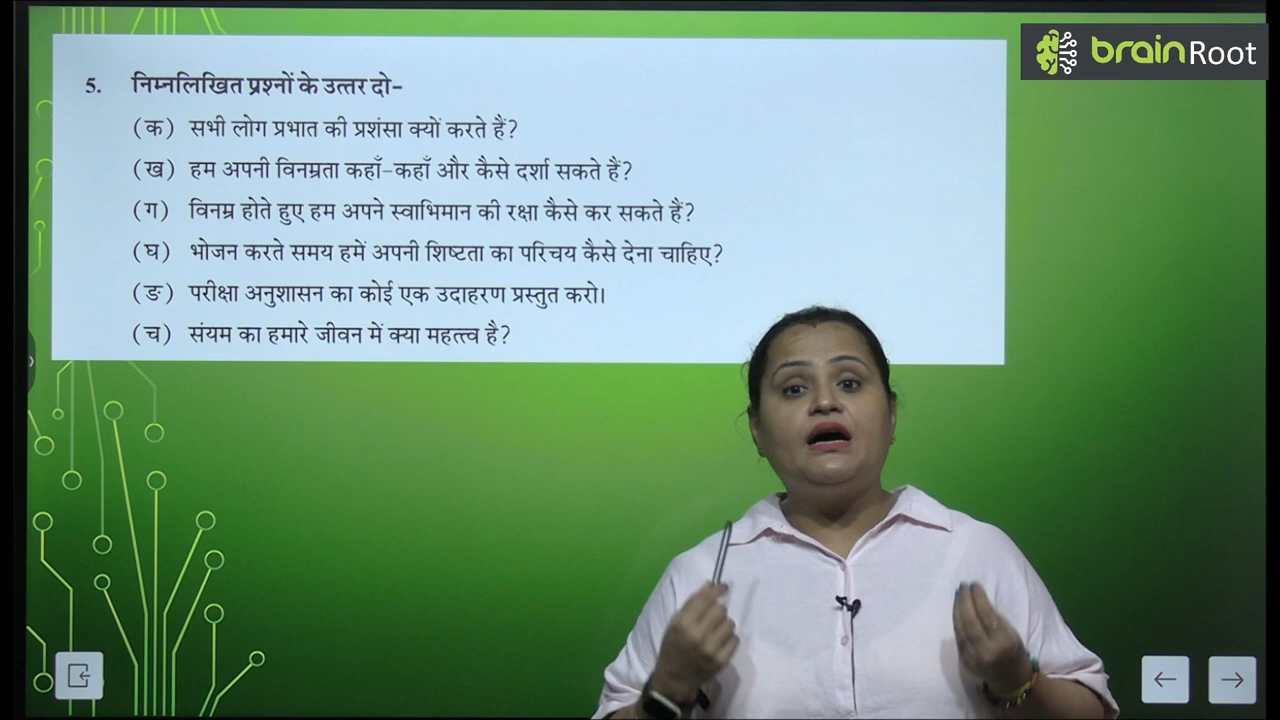 brainRoot
5. निम्नलिखित प्रश्नों के उत्तर दो-
(क) सभी लोग प्रभात की प्रशंसा क्यों करते हैं?
(ख) हम अपनी विनम्रता कहाँ-कहाँ और कैसे दर्शा सकते हैं?
(ग) विनम्र होते हुए हम अपने स्वाभिमान की रक्षा कैसे कर सकते हैं?
(घ) भोजन करते समय हमें अपनी शिष्टता का परिचय कैसे देना चाहिए?
(ङ) परीक्षा अनुशासन का कोई एक उदाहरण प्रस्तुत करो।
(च) संयम का हमारे जीवन में क्या महत्त्व है?